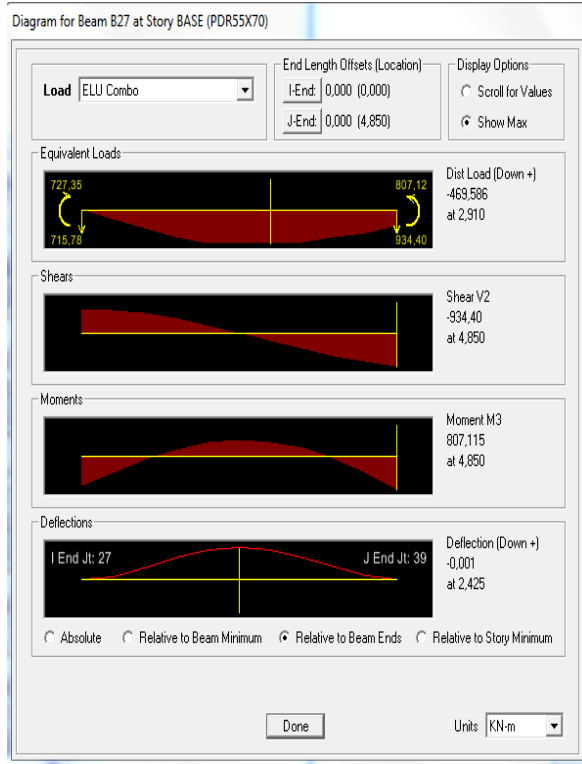 Diagram for Beam B27 at Story BASE (PDR55X70)
Load ELU Combo
End Length Offsets (Location)
I-End: 0,000 (0,000)
J-End: 0,000 (4,850)
Display Options
Scroll for Values
Show Max
Equivalent Loads
727,35
807,12
715,78
934,40
Dist Load (Down +)
-469,586
at 2,910
Shears
Shear V2
-934,40
at 4,850
Moments
Moment M3
807,115
at 4,850
Deflections
I End Jt: 27
J End Jt: 39
Deflection (Down +)
-0,001
at 2,425
Absolute Relative to Beam Minimum Relative to Beam Ends Relative to Story Minimum
Done
Units KN-m